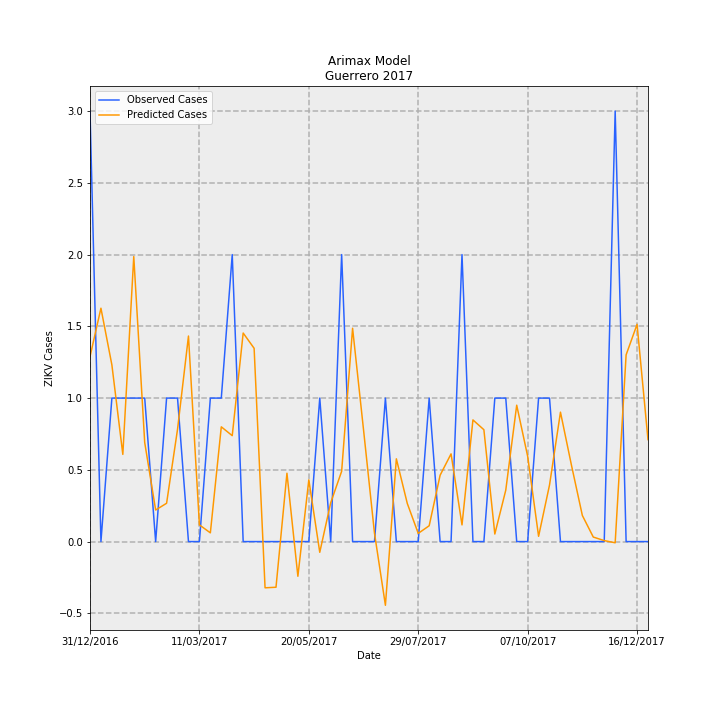 Arimax Model
Guerrero 2017
Observed Cases
Predicted Cases
3.0
2.5
2.0
1.5
1.0
0.5
0.0
−0.5
ZIKV Cases
31/12/2016 11/03/2017 20/05/2017 29/07/2017 07/10/2017 16/12/2017
Date